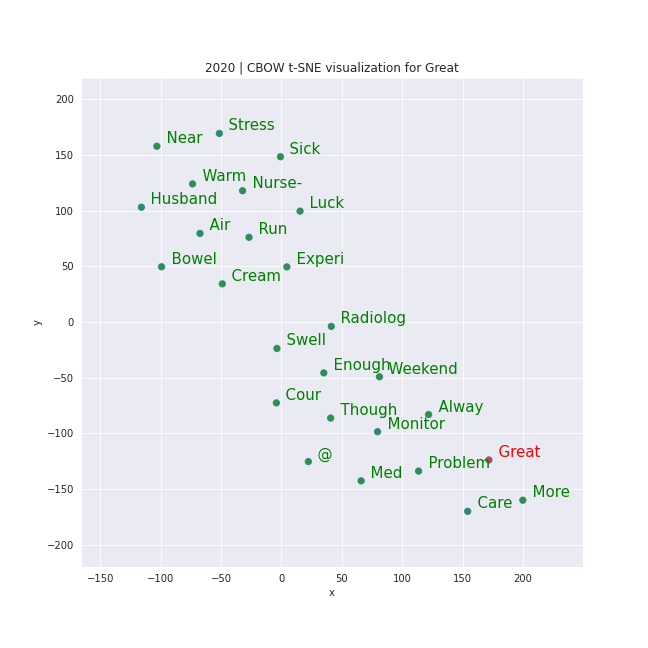 2020 | CBOW t-SNE visualization for Great
200
Stress
Near
Sick
150
Warm
Nurse-
Husband
Luck
100
Air
Run
Bowel
Experi
50
Cream
Radiolog
0
y
Swell
Enough
Weekend
−50
Cour
Though
Alway
Monitor
−100
@
Great
Problem
Med
−150
More
Care
−200
−150 −100 −50 0 50 100 150 200
x